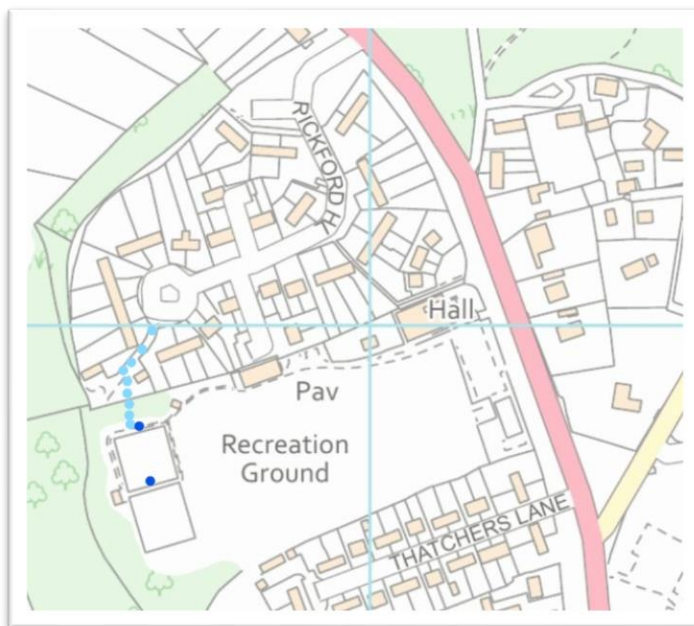 RICKFORD H
Hall
Pav
Recreation
Ground
THATCHERS LANE